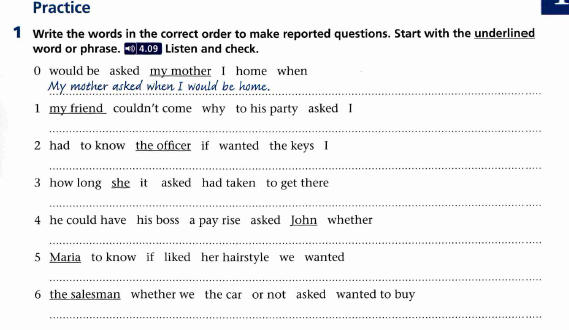 Practice
1 Write the words in the correct order to make reported questions. Start with the underlined
word or phrase. 4.09 Listen and check.
0 would be asked my mother I home when
My mother asked when I would be home.
1 my friend couldn't come why to his party asked I
2 had to know the officer if wanted the keys I
3 how long she it asked had taken to get there
4 he could have his boss a pay rise asked John whether
5 Maria to know if liked her hairstyle we wanted
6 the salesman whether we the car or not asked wanted to buy